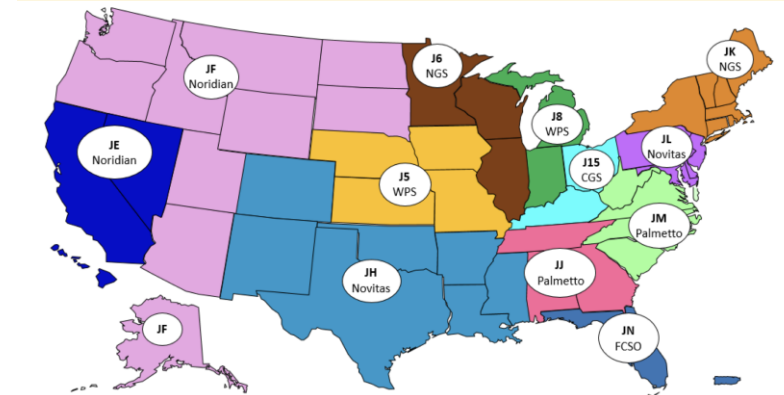 JF
Noridian
J6
NGS
JK
NGS
JE
Noridian
J8
WPS
JL
Novitas
J15
CGS
J5
WPS
JM
Palmetto
JH
Novitas
JJ
Palmetto
JF
JN
FCSO